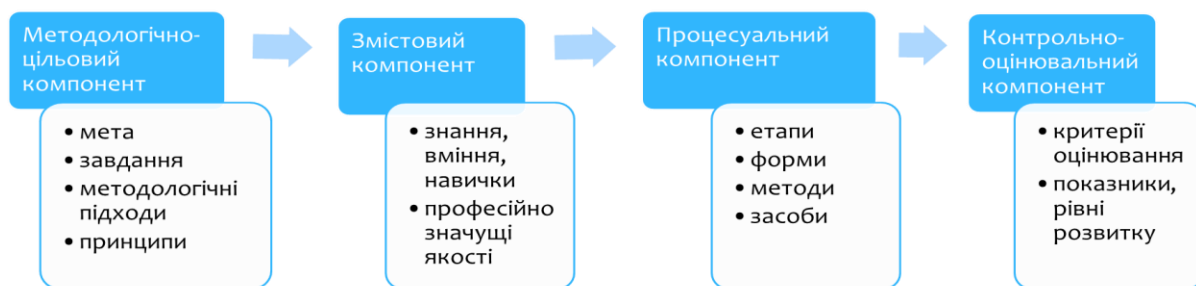 Методологічно-
цільовий
компонент
• мета
• завдання
• методологічні
підходи
• принципи
Змістовий
компонент
• знання,
вміння,
навички
• професійно
значущі
якості
Процесуальний
компонент
• етапи
• форми
• методи
• засоби
Контрольно-
оцінювальний
компонент
• критерії
оцінювання
• показники,
рівні
розвитку